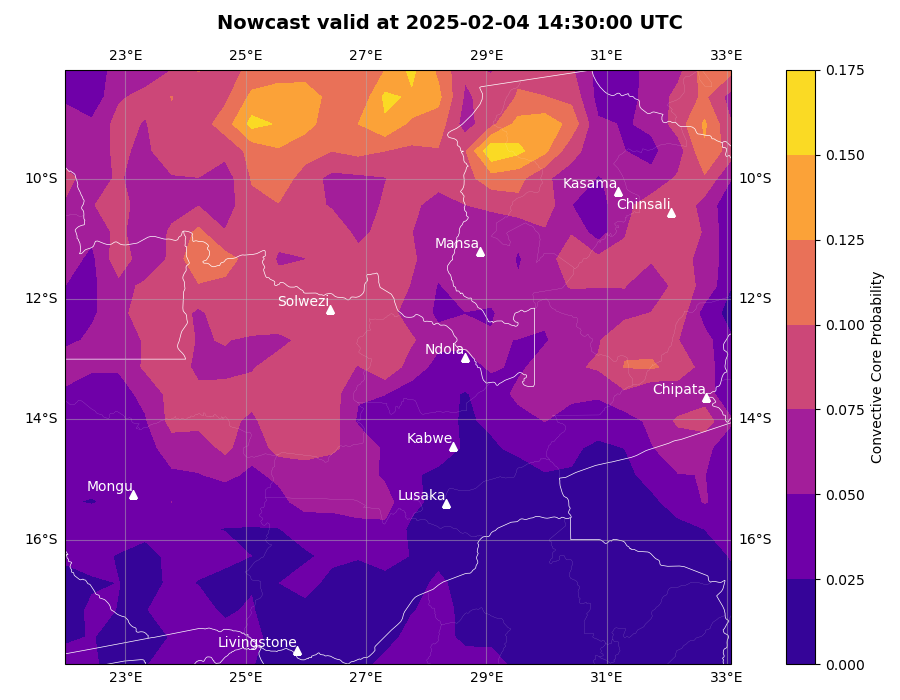 Nowcast valid at 2025-02-04 14:30:00 UTC
23°E 25°E 27°E 29°E 31°E 33°E
0.175
0.150
10°S Kasama 10°S
Chinsali
0.125
Mansa
12°S 12°S
Solwezi
0.100
Ndola
Chipata
14°S 14°S
0.075
Kabwe
Mongu
Lusaka
0.050
16°S 16°S
0.025
Livingstone
0.000
23°E 25°E 27°E 29°E 31°E 33°E
Convective Core Probability